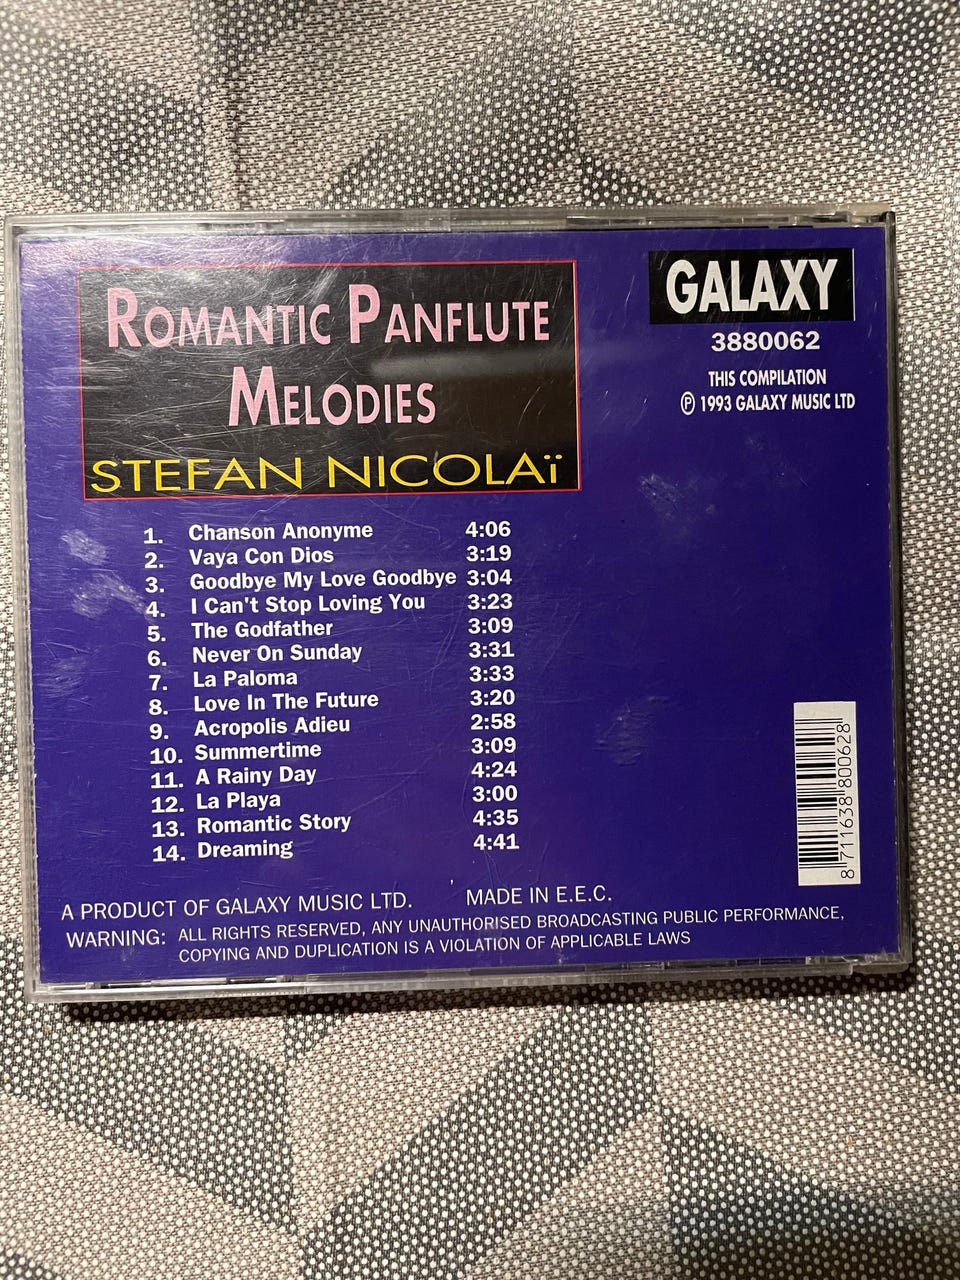 ROMANTIC PANFLUTE
MELODIES
STEFAN NICOLAï
GALAXY
3880062
THIS COMPILATION
℗ 1993 GALAXY MUSIC LTD
1. Chanson Anonyme 4:06
2. Vaya Con Dios 3:19
3. Goodbye My Love Goodbye 3:04
4. I Can't Stop Loving You 3:23
5. The Godfather 3:09
6. Never On Sunday 3:31
7. La Paloma 3:33
8. Love In The Future 3:20
9. Acropolis Adieu 2:58
10. Summertime 3:09
11. A Rainy Day 4:24
12. La Playa 3:00
13. Romantic Story 4:35
14. Dreaming 4:41
8 711638 800628
A PRODUCT OF GALAXY MUSIC LTD. MADE IN E.E.C.
WARNING: ALL RIGHTS RESERVED, ANY UNAUTHORISED BROADCASTING PUBLIC PERFORMANCE,
COPYING AND DUPLICATION IS A VIOLATION OF APPLICABLE LAWS